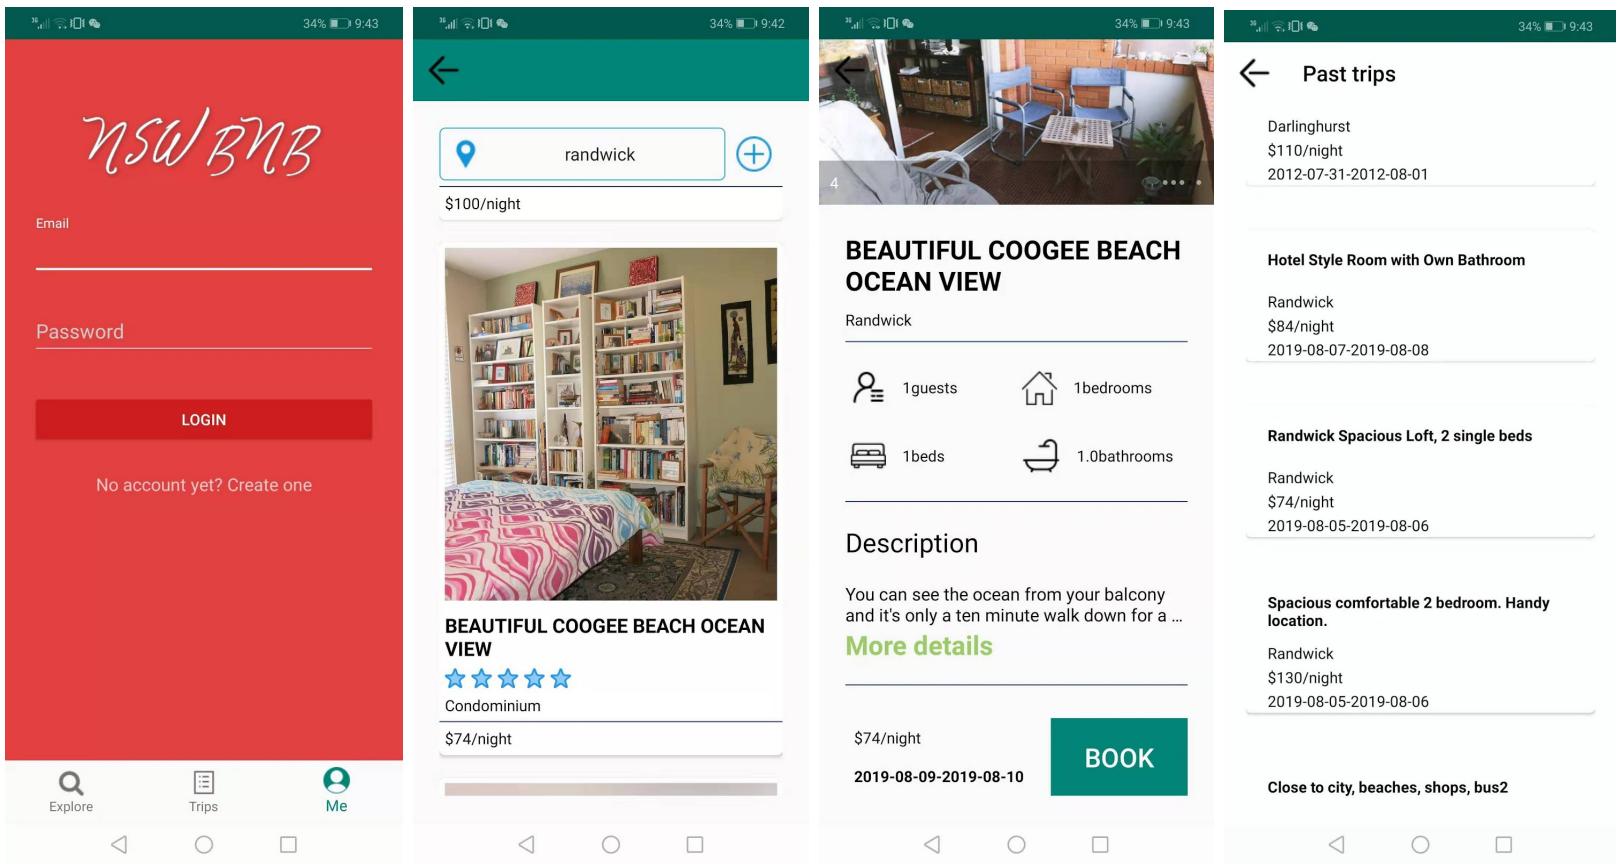 36
34% 9:43
NSW BNB
Email
Password
LOGIN
No account yet? Create one
Explore
Trips
Me
36
34% 9:42
randwick
$100/night
BEAUTIFUL COOGEE BEACH OCEAN
VIEW
Condominium
$74/night
36
34% 9:43
4
BEAUTIFUL COOGEE BEACH
OCEAN VIEW
Randwick
1guests
1bedrooms
1beds
1.0bathrooms
Description
You can see the ocean from your balcony
and it's only a ten minute walk down for a ...
More details
$74/night
2019-08-09-2019-08-10
BOOK
36
34% 9:43
Past trips
Darlinghurst
$110/night
2012-07-31-2012-08-01
Hotel Style Room with Own Bathroom
Randwick
$84/night
2019-08-07-2019-08-08
Randwick Spacious Loft, 2 single beds
Randwick
$74/night
2019-08-05-2019-08-06
Spacious comfortable 2 bedroom. Handy
location.
Randwick
$130/night
2019-08-05-2019-08-06
Close to city, beaches, shops, bus2